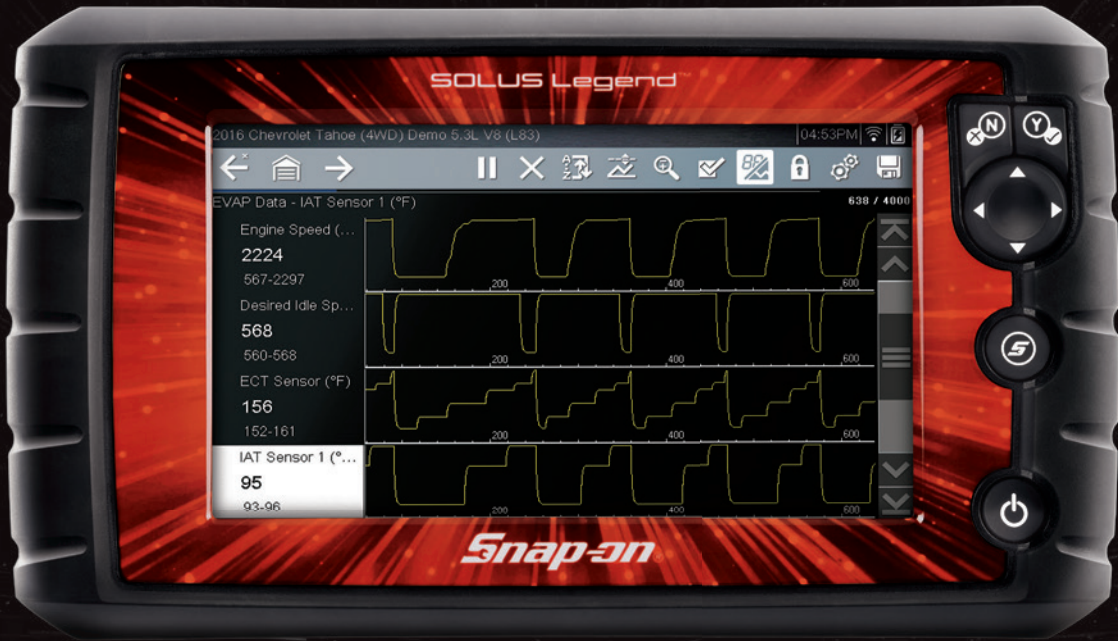 SOLUS Legend™
2016 Chevrolet Tahoe (4WD) Demo 5.3L V8 (L83)
04:53PM
EVAP Data - IAT Sensor 1 (°F)
638 / 4000
Engine Speed (...
2224
567-2297
200
400
600
Desired Idle Sp...
568
560-568
200
400
600
ECT Sensor (°F)
156
152-161
200
400
600
IAT Sensor 1 (°...
95
93-96
200
400
600
Snap-on
N
Y
S